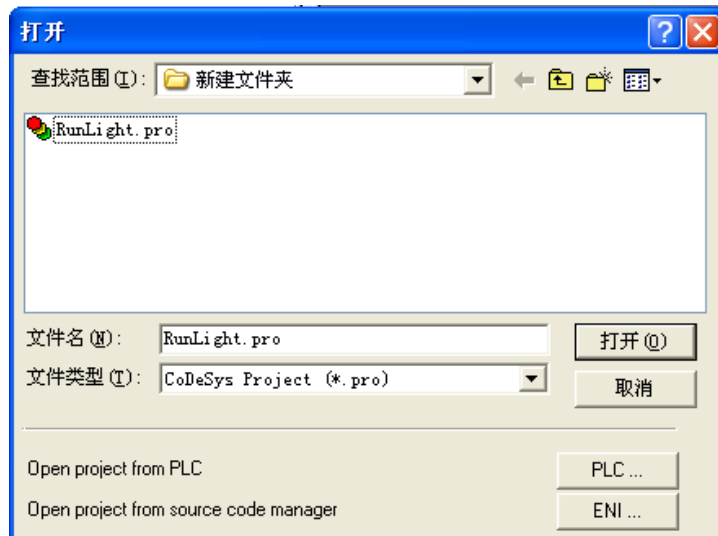 打开
查找范围(I): 新建文件夹
RunLight.pro
文件名(N): RunLight.pro 打开(O)
文件类型(T): CoDeSys Project (*.pro) 取消
Open project from PLC PLC ...
Open project from source code manager ENI ...